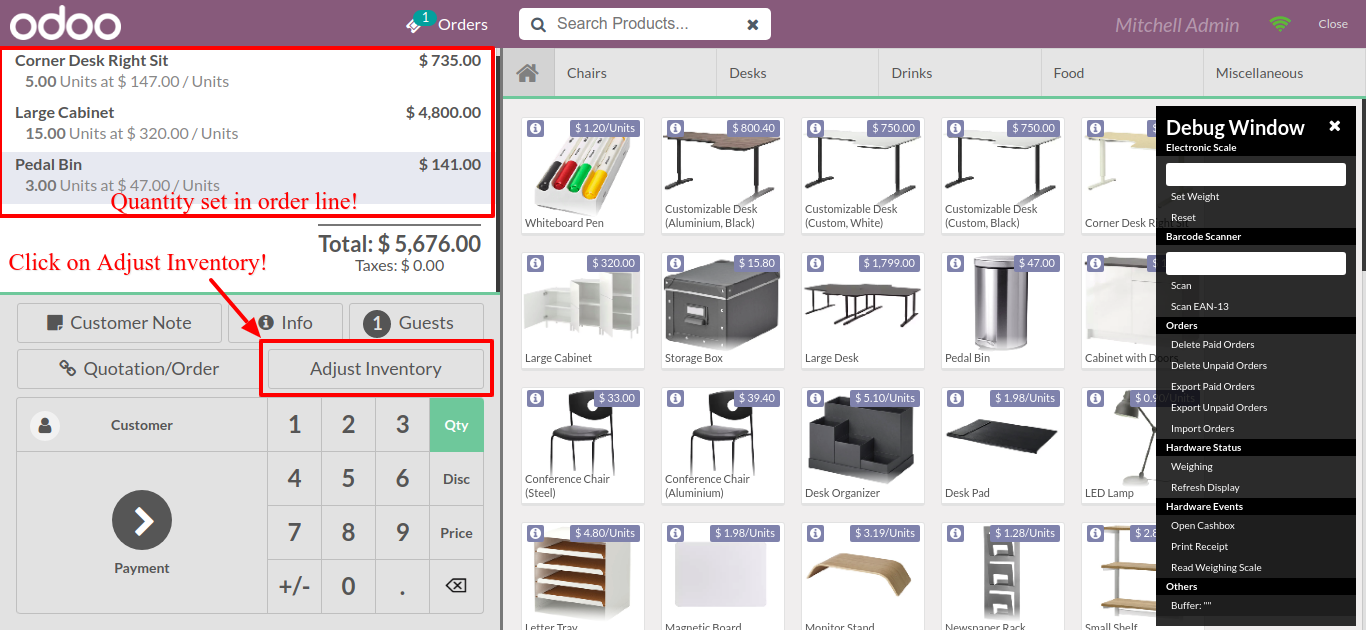 odoo
1
Orders
Search Products...
Mitchell Admin
Close
Corner Desk Right Sit $ 735.00
5.00 Units at $ 147.00 / Units
Large Cabinet $ 4,800.00
15.00 Units at $ 320.00 / Units
Pedal Bin $ 141.00
3.00 Units at $ 47.00 / Units
Quantity set in order line!
Total: $ 5,676.00
Taxes: $ 0.00
Click on Adjust Inventory!
Customer Note
Info
1 Guests
Quotation/Order
Adjust Inventory
Customer
1 2 3 Qty
4 5 6 Disc
7 8 9 Price
+/- 0 .
Payment
Chairs
Desks
Drinks
Food
Miscellaneous
$ 1.20/Units
Whiteboard Pen
$ 800.40
Customizable Desk
(Aluminium, Black)
$ 750.00
Customizable Desk
(Custom, White)
$ 750.00
Customizable Desk
(Custom, Black)
Corner Desk Right Sit
$ 320.00
Large Cabinet
$ 15.80
Storage Box
$ 1,799.00
Large Desk
$ 47.00
Pedal Bin
Cabinet with Doors
$ 33.00
Conference Chair
(Steel)
$ 39.40
Conference Chair
(Aluminium)
$ 5.10/Units
Desk Organizer
$ 1.98/Units
Desk Pad
$ 0.90/Units
LED Lamp
$ 4.80/Units
Letter Tray
$ 1.98/Units
Magnetic Board
$ 3.19/Units
Monitor Stand
$ 1.28/Units
Newspaper Rack
$ 2.8
Small Shelf
Debug Window
Electronic Scale
Set Weight
Reset
Barcode Scanner
Scan
Scan EAN-13
Orders
Delete Paid Orders
Delete Unpaid Orders
Export Paid Orders
Export Unpaid Orders
Import Orders
Hardware Status
Weighing
Refresh Display
Hardware Events
Open Cashbox
Print Receipt
Read Weighing Scale
Others
Buffer: ""